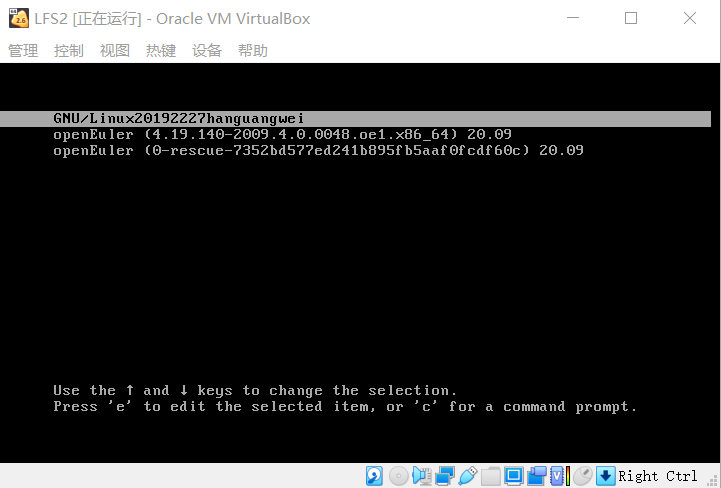 LFS2 [正在运行] - Oracle VM VirtualBox
管理 控制 视图 热键 设备 帮助
GNU/Linux20192227hanguangwei
openEuler (4.19.140-2009.4.0.0048.oe1.x86_64) 20.09
openEuler (0-rescue-7352bd577ed241b895fb5aaf0fcdf60c) 20.09
Use the ↑ and ↓ keys to change the selection.
Press 'e' to edit the selected item, or 'c' for a command prompt.
Right Ctrl